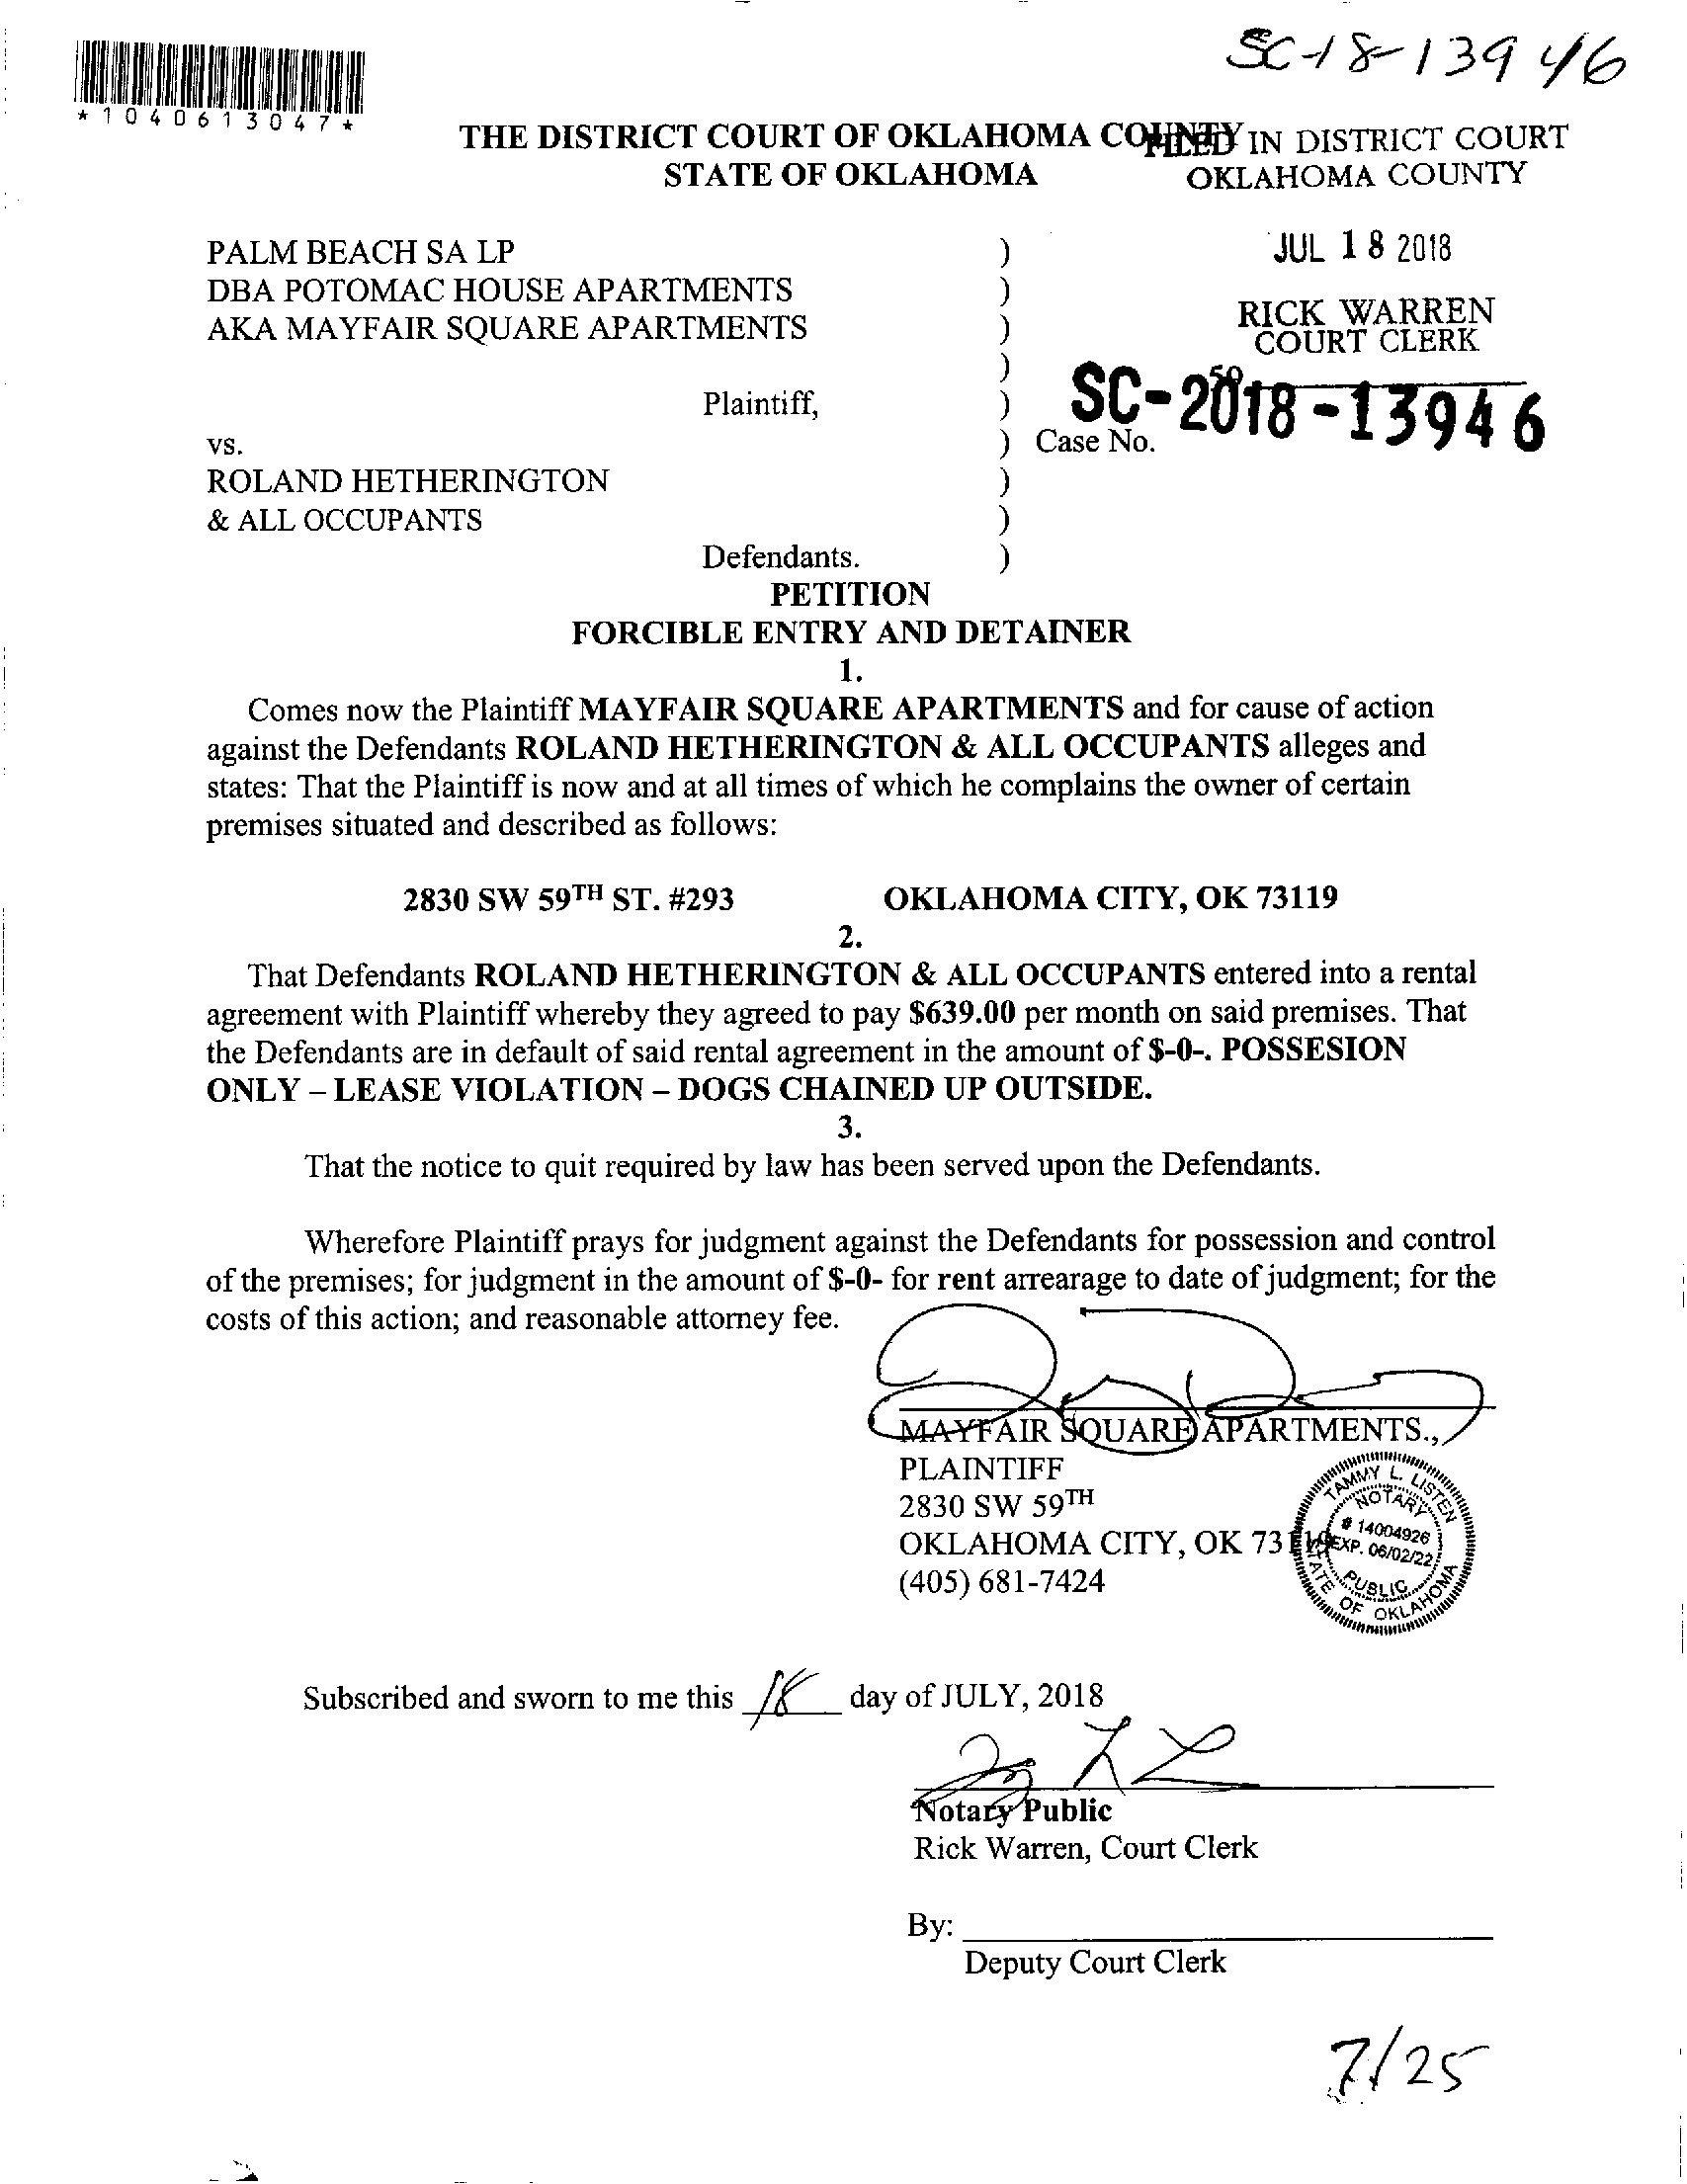 SC-18-13946
*1040613047*
THE DISTRICT COURT OF OKLAHOMA COUNTY
STATE OF OKLAHOMA
FILED IN DISTRICT COURT
OKLAHOMA COUNTY
JUL 18 2018
RICK WARREN
COURT CLERK
50
SC-2018-13946
PALM BEACH SA LP )
DBA POTOMAC HOUSE APARTMENTS )
AKA MAYFAIR SQUARE APARTMENTS )
)
Plaintiff, )
vs. ) Case No.
ROLAND HETHERINGTON )
& ALL OCCUPANTS )
Defendants. )
PETITION
FORCIBLE ENTRY AND DETAINER
1.
Comes now the Plaintiff MAYFAIR SQUARE APARTMENTS and for cause of action
against the Defendants ROLAND HETHERINGTON & ALL OCCUPANTS alleges and
states: That the Plaintiff is now and at all times of which he complains the owner of certain
premises situated and described as follows:
2830 SW 59TH ST. #293 OKLAHOMA CITY, OK 73119
2.
That Defendants ROLAND HETHERINGTON & ALL OCCUPANTS entered into a rental
agreement with Plaintiff whereby they agreed to pay $639.00 per month on said premises. That
the Defendants are in default of said rental agreement in the amount of $-0-. POSSESION
ONLY – LEASE VIOLATION – DOGS CHAINED UP OUTSIDE.
3.
That the notice to quit required by law has been served upon the Defendants.
Wherefore Plaintiff prays for judgment against the Defendants for possession and control
of the premises; for judgment in the amount of $-0- for rent arrearage to date of judgment; for the
costs of this action; and reasonable attorney fee.
MAYFAIR SQUARE APARTMENTS.,
PLAINTIFF
2830 SW 59TH
OKLAHOMA CITY, OK 73119
(405) 681-7424
TAMMY L. LISTEN
NOTARY
# 14004926
EXP. 06/02/22
PUBLIC
STATE OF OKLAHOMA
Subscribed and sworn to me this 18 day of JULY, 2018
Notary Public
Rick Warren, Court Clerk
By:
Deputy Court Clerk
7/25